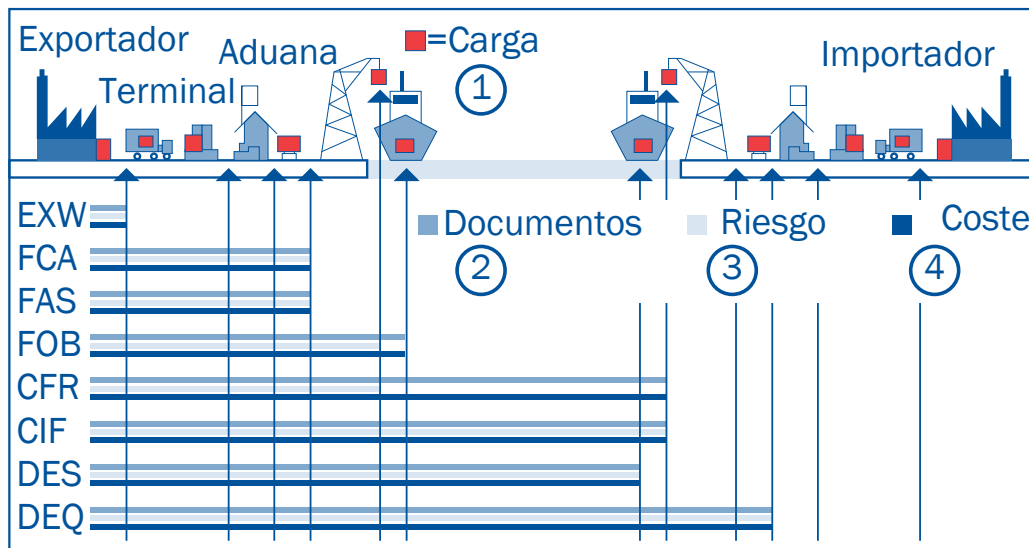 Exportador
Terminal
Aduana
=Carga
1
Importador
Documentos
2
Riesgo
3
Coste
4
EXW
FCA
FAS
FOB
CFR
CIF
DES
DEQ